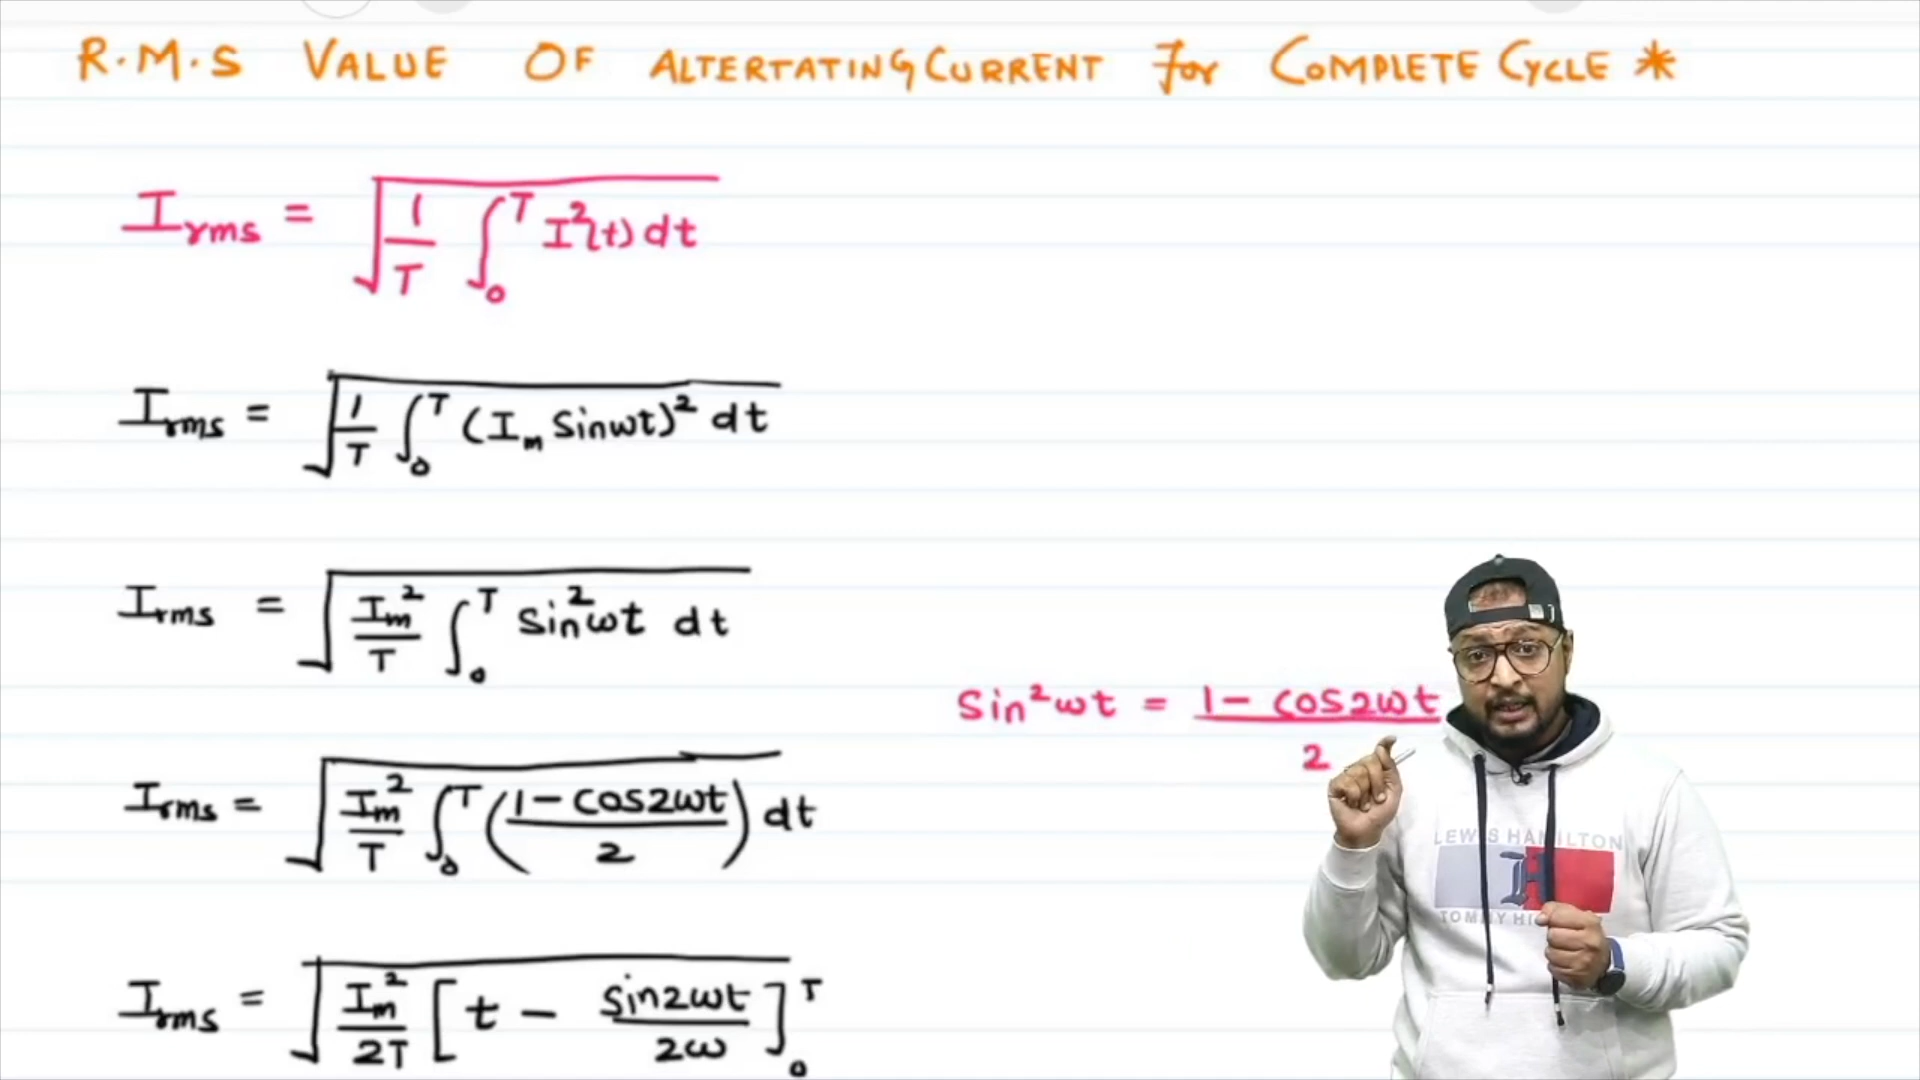 R.M.S VALUE OF ALTERTATING CURRENT For COMPLETE CYCLE *
Irms = √(1/T ∫₀ᵀ I²(t) dt)
Irms = √(1/T ∫₀ᵀ (Im Sinωt)² dt)
Irms = √(Im²/T ∫₀ᵀ Sin²ωt dt)
Sin²ωt = (1 - cos2ωt)/2
Irms = √(Im²/T ∫₀ᵀ ((1 - cos2ωt)/2) dt)
LEWIS HAMILTON
Irms = √(Im²/2T [t - sin2ωt/2ω]₀ᵀ)